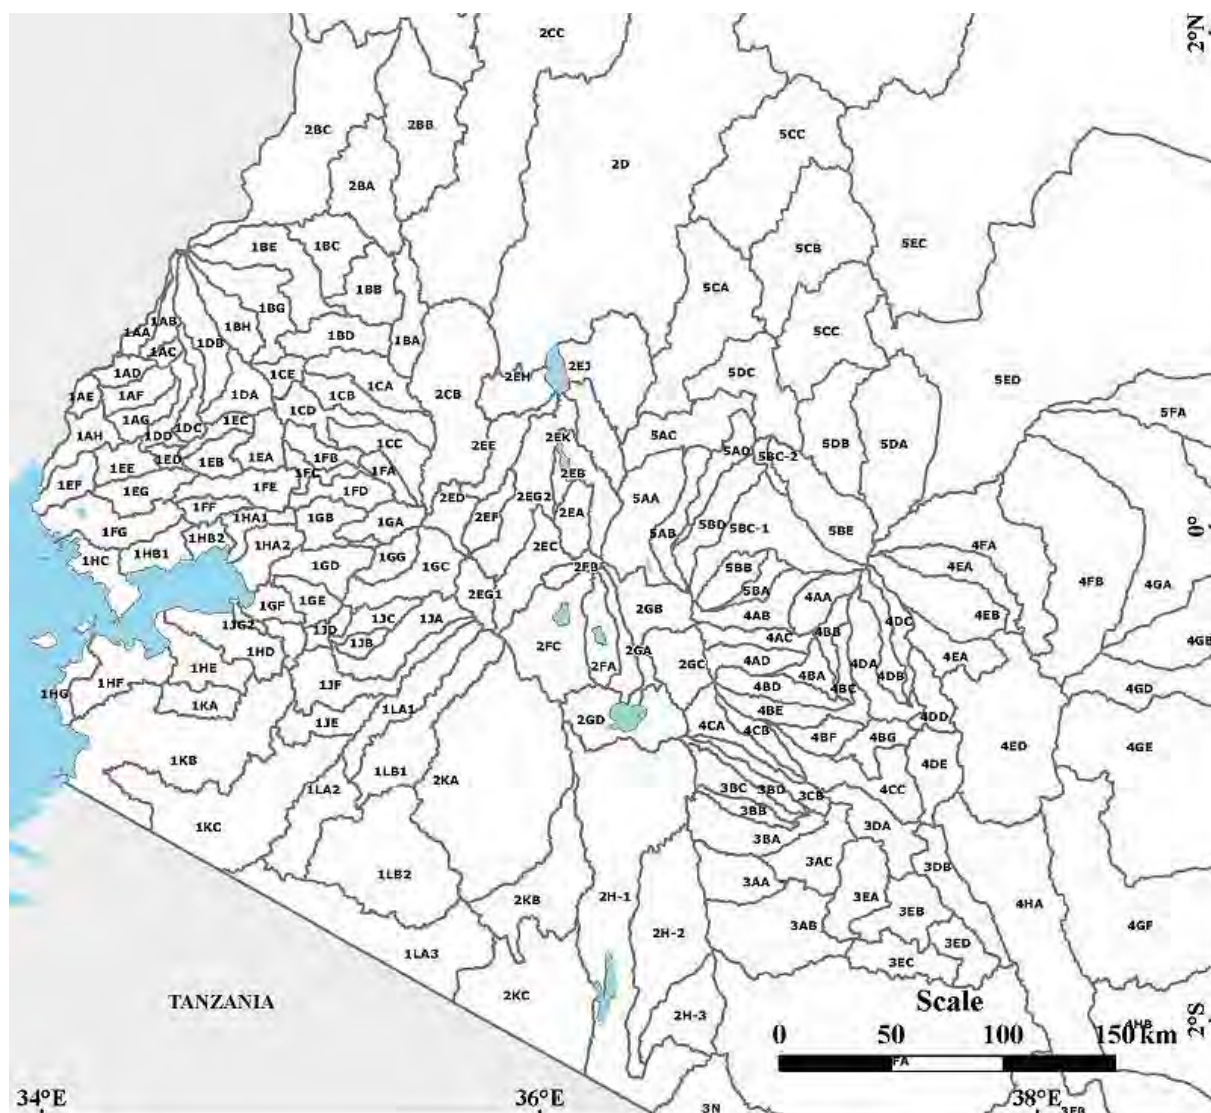 2CC
2°N
2BC
2BB
5CC
2D
2BA
1BE
1BC
5CB
5EC
1BB
5CA
1BG
1AB
1AA
1BH
1BD
5CC
1DB
1BA
1AC
1AD
1CE
2EH
2EJ
5DC
5ED
1AE
1AF
1DA
1CB
1CA
2CB
1AG
1EC
1CD
5FA
1AH
1DD
1DC
2EK
5AC
5DB
5DA
1EE
1ED
1EB
1EA
1FB
1CC
2EE
5AD
5BC-2
1EF
1EG
1FE
1FC
1FA
2EB
1FD
2ED
2EG2
5AA
1FF
1HA1
1GB
1GA
2EF
2EA
5AB
5BD
5BC-1
5BE
0°
1FG
1HB2
1HA2
2EC
4FA
1HC
1HB1
1GD
1GG
1GC
2FB
5BB
4EA
4FB
4GA
1GF
1GE
2EG1
2GB
5BA
4AA
1JG2
1JD
1JC
1JA
4AB
4BB
4DC
4EB
4GB
1HD
1JB
2FC
2GA
4AC
1HE
2FA
2GC
4AD
4DA
4EA
1HG
1HF
1JF
4BA
4DB
1KA
4BD
4BC
4GD
1JE
1LA1
2GD
4BE
4DD
4CA
4CB
4BF
4BG
4ED
4GE
1KB
1LB1
2KA
4DE
1LA2
3BC
3BD
3CB
4CC
1KC
3BB
3DA
3BA
1LB2
3AC
3DB
3AA
2KB
2H-1
3EA
4HA
3EB
3AB
4GF
2H-2
3ED
1LA3
3EC
TANZANIA
2KC
Scale
2H-3
2°S
4HB
0 50 100 150 km
FA
34°E
36°E
38°E
3N